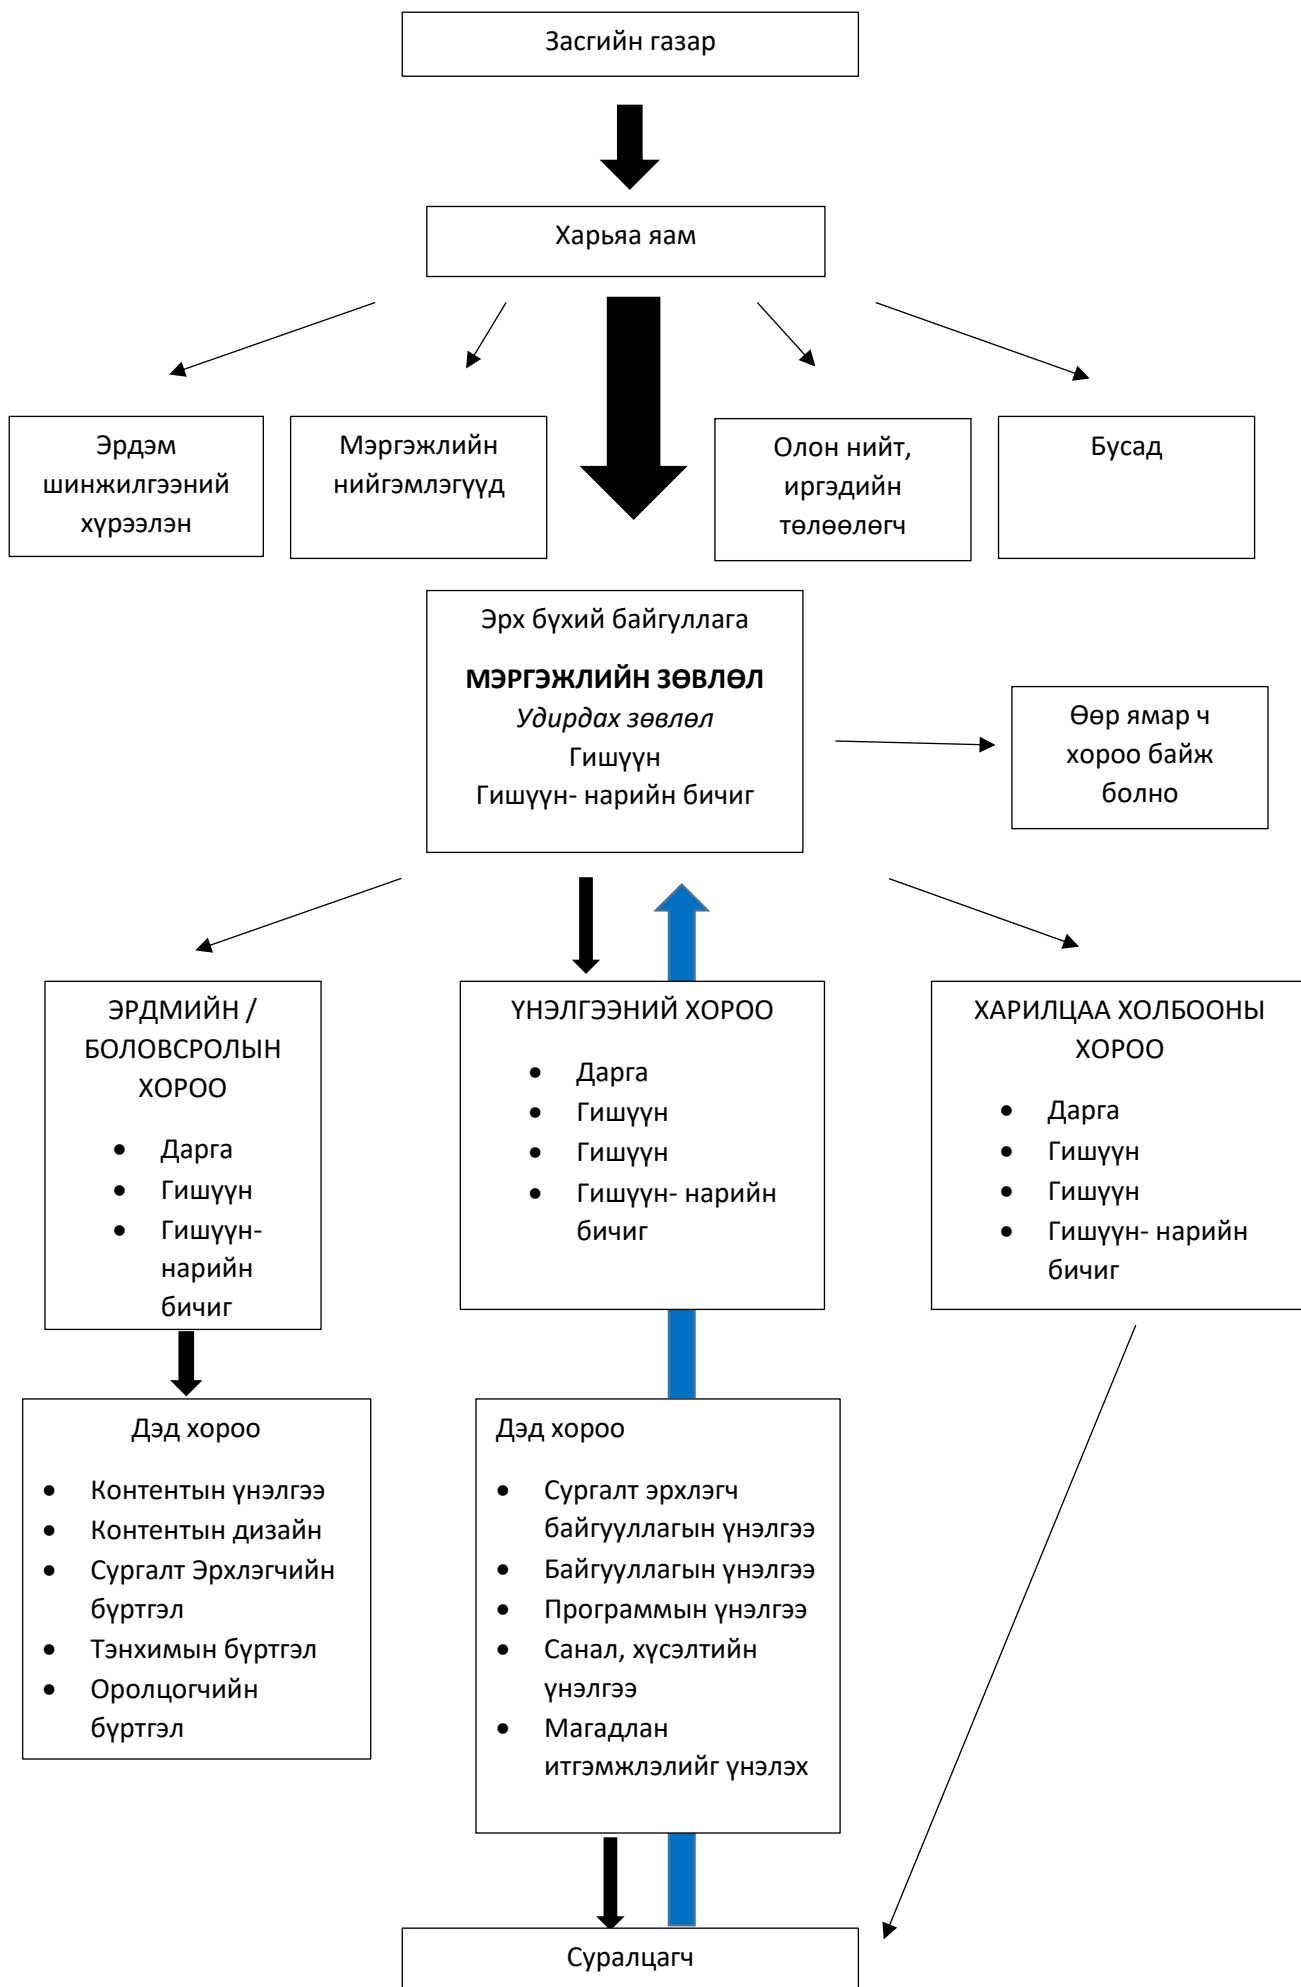 Засгийн газар
Харьяа яам
Эрдэм
шинжилгээний
хүрээлэн
Мэргэжлийн
нийгэмлэгүүд
Олон нийт,
иргэдийн
төлөөлөгч
Бусад
Эрх бүхий байгуллага
МЭРГЭЖЛИЙН ЗӨВЛӨЛ
Удирдах зөвлөл
Гишүүн
Гишүүн- нарийн бичиг
Өөр ямар ч
хороо байж
болно
ЭРДМИЙН /
БОЛОВСРОЛЫН
ХОРОО
• Дарга
• Гишүүн
• Гишүүн-
нарийн
бичиг
ҮНЭЛГЭЭНИЙ ХОРОО
• Дарга
• Гишүүн
• Гишүүн
• Гишүүн- нарийн
бичиг
ХАРИЛЦАА ХОЛБООНЫ
ХОРОО
• Дарга
• Гишүүн
• Гишүүн
• Гишүүн- нарийн
бичиг
Дэд хороо
• Контентын үнэлгээ
• Контентын дизайн
• Сургалт Эрхлэгчийн
бүртгэл
• Тэнхимын бүртгэл
• Оролцогчийн
бүртгэл
Дэд хороо
• Сургалт эрхлэгч
байгууллагын үнэлгээ
• Байгууллагын үнэлгээ
• Программын үнэлгээ
• Санал, хүсэлтийн
үнэлгээ
• Магадлан
итгэмжлэлийг үнэлэх
Суралцагч